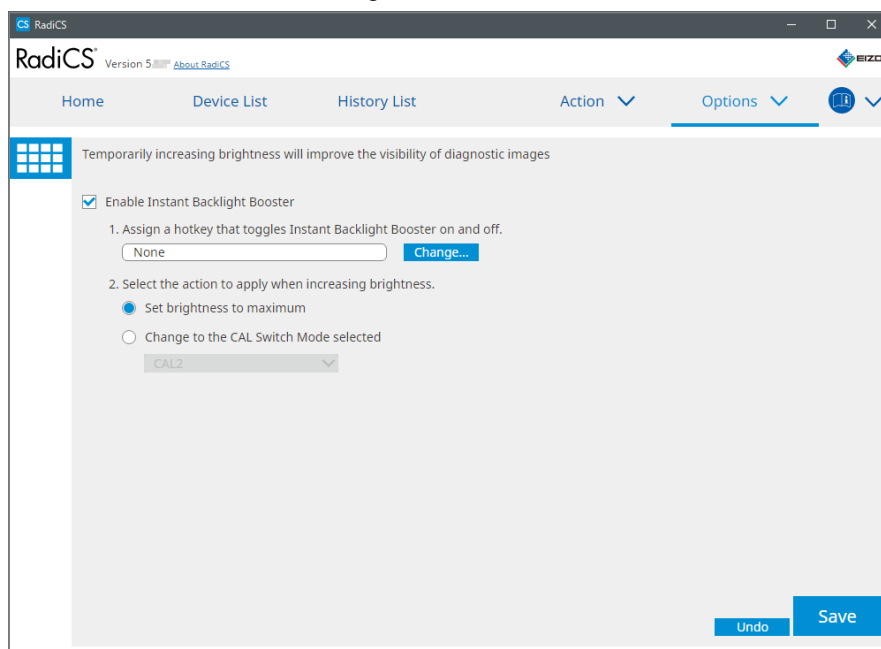 CS RadiCS
RadiCS Version 5. About RadiCS EIZO
Home Device List History List Action Options
Temporarily increasing brightness will improve the visibility of diagnostic images
Enable Instant Backlight Booster
1. Assign a hotkey that toggles Instant Backlight Booster on and off.
None Change...
2. Select the action to apply when increasing brightness.
Set brightness to maximum
Change to the CAL Switch Mode selected
CAL2
Undo Save